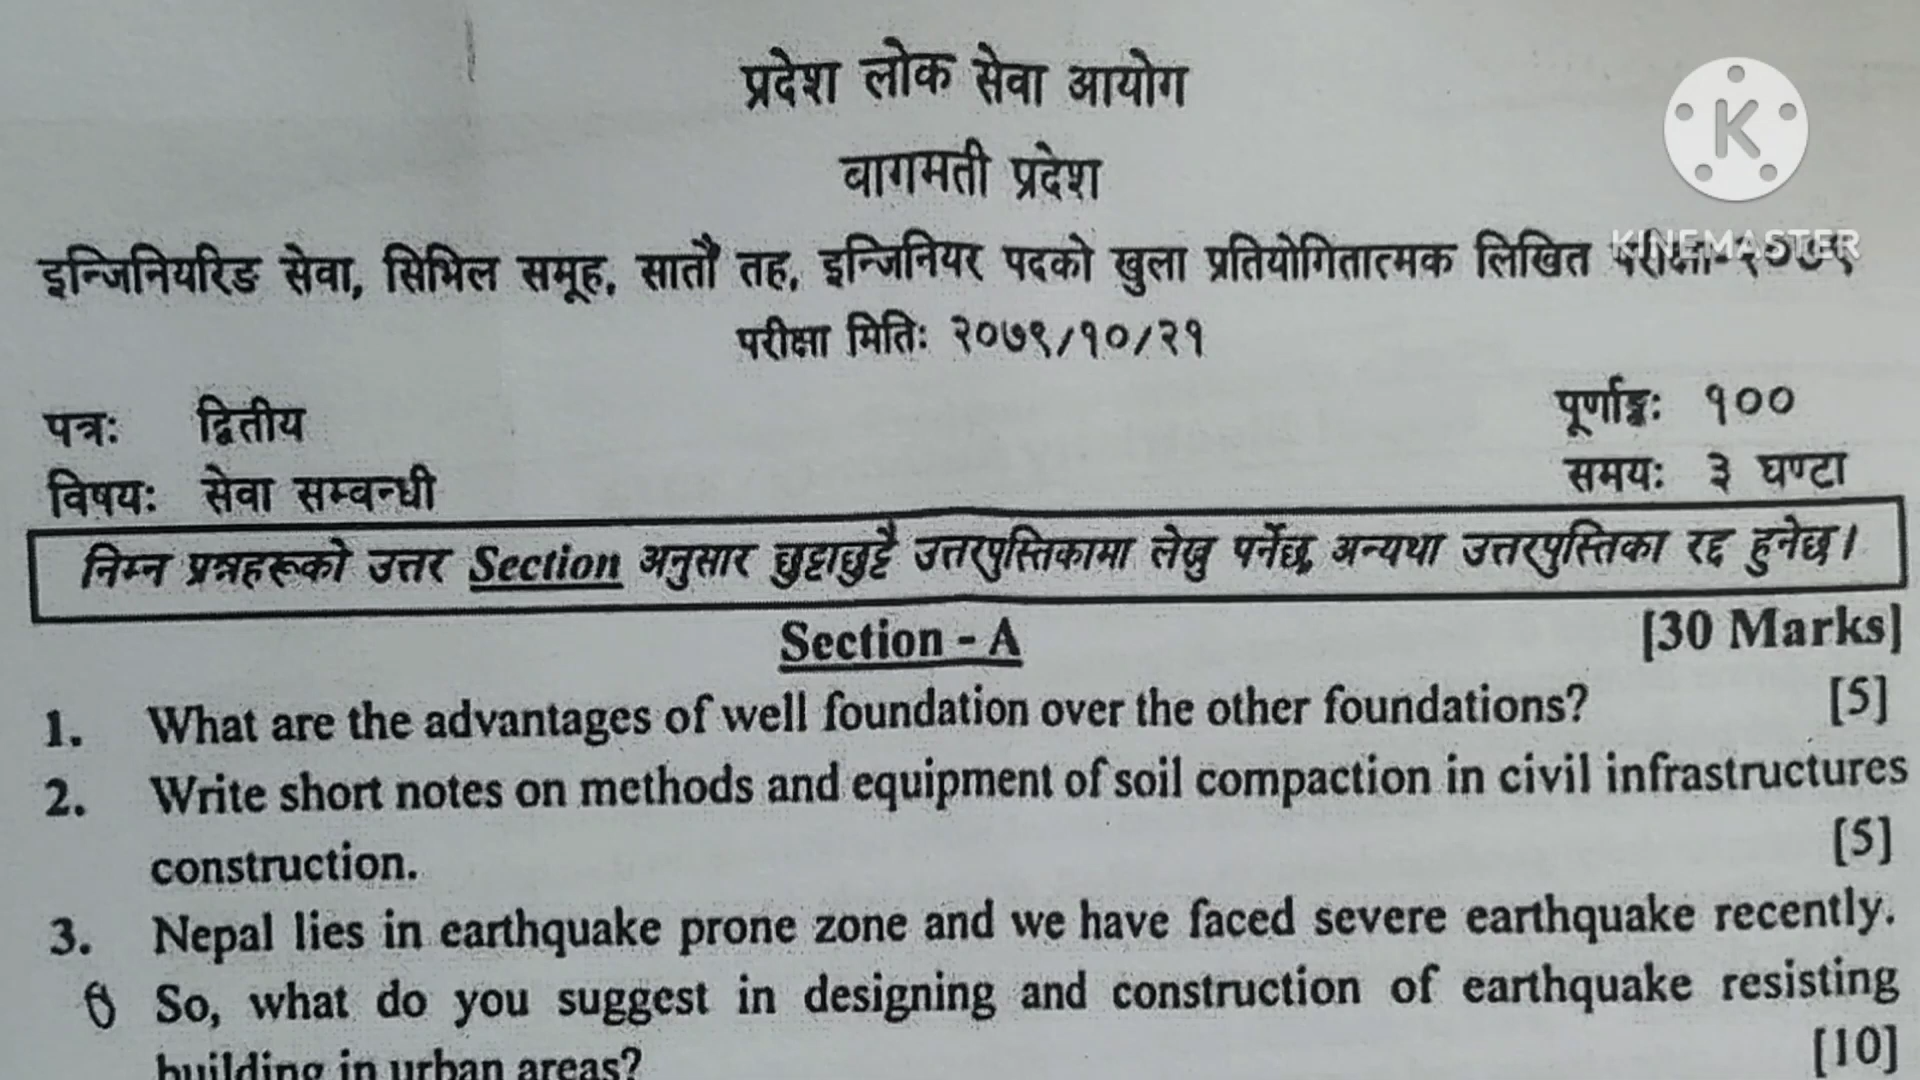 प्रदेश लोक सेवा आयोग
वागमती प्रदेश
इन्जिनियरिङ सेवा, सिभिल समूह, सातौ तह, इन्जिनियर पदको खुला प्रतियोगितात्मक लिखित परीक्षा-२०७९
परीक्षा मितिः २०७९/१०/२१
पत्रः द्वितीय
पूर्णाङ्कः १००
विषयः सेवा सम्बन्धी
समयः ३ घण्टा
निम्न प्रश्नहरूको उत्तर Section अनुसार छुट्टाछुट्टै उत्तरपुस्तिकामा लेख्नु पर्नेछ, अन्यथा उत्तरपुस्तिका रद्द हुनेछ।
Section - A [30 Marks]
1. What are the advantages of well foundation over the other foundations? [5]
2. Write short notes on methods and equipment of soil compaction in civil infrastructures
construction. [5]
3. Nepal lies in earthquake prone zone and we have faced severe earthquake recently.
So, what do you suggest in designing and construction of earthquake resisting
building in urban areas? [10]
K
KINEMASTER